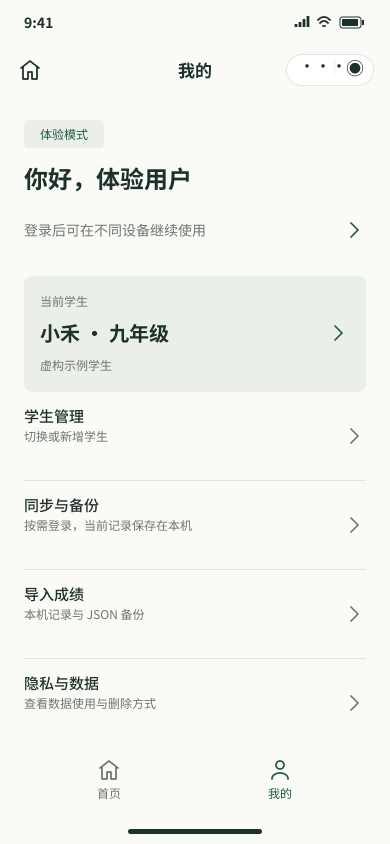 9:41
我的
体验模式
你好，体验用户
登录后可在不同设备继续使用
当前学生
小禾 · 九年级
虚构示例学生
学生管理
切换或新增学生
同步与备份
按需登录，当前记录保存在本机
导入成绩
本机记录与 JSON 备份
隐私与数据
查看数据使用与删除方式
首页
我的